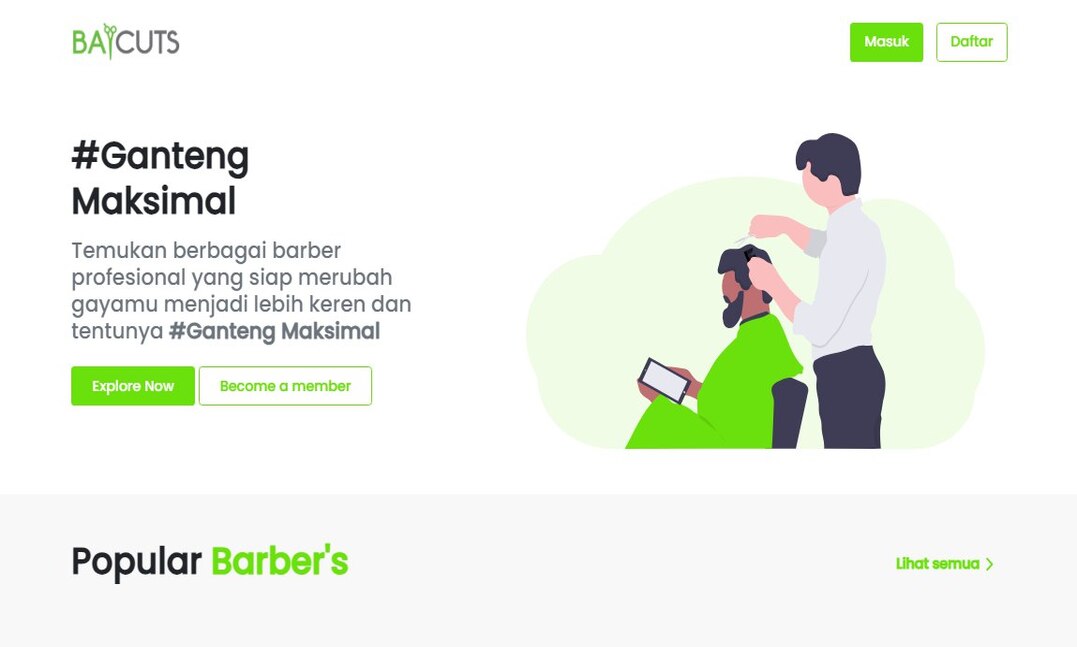 BAYCUTS
Masuk
Daftar
#Ganteng
Maksimal
Temukan berbagai barber
profesional yang siap merubah
gayamu menjadi lebih keren dan
tentunya #Ganteng Maksimal
Explore Now
Become a member
Popular Barber's
Lihat semua